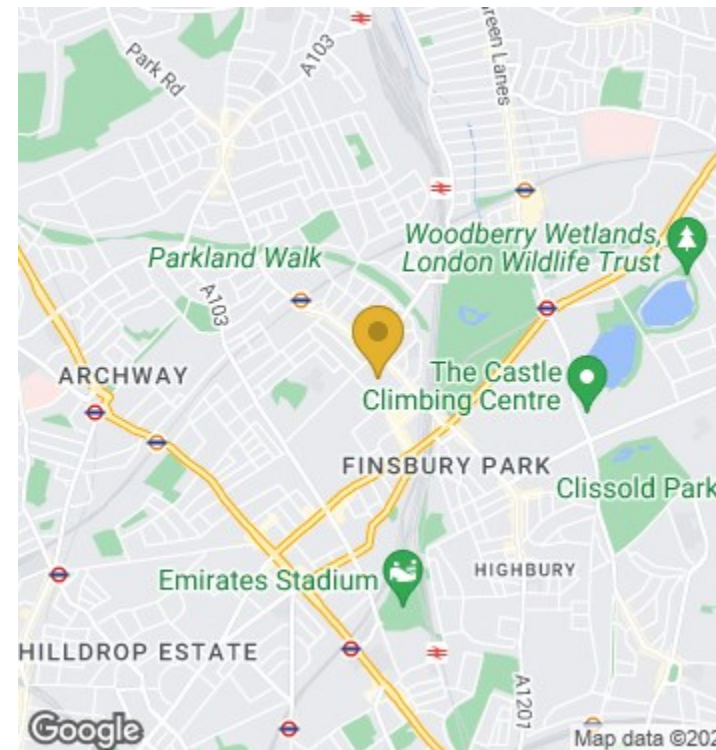 A103
Park Rd
Green Lanes
Woodberry Wetlands,
London Wildlife Trust
Parkland Walk
A103
ARCHWAY
The Castle
Climbing Centre
FINSBURY PARK
Clissold Park
Emirates Stadium
HIGHBURY
HILLDROP ESTATE
A1201
Google
Map data ©202